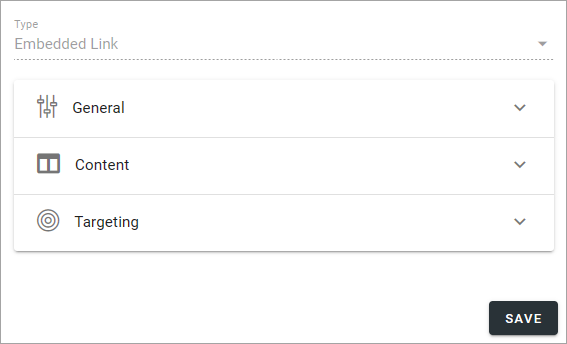 Type
Embedded Link
General
Content
Targeting
SAVE